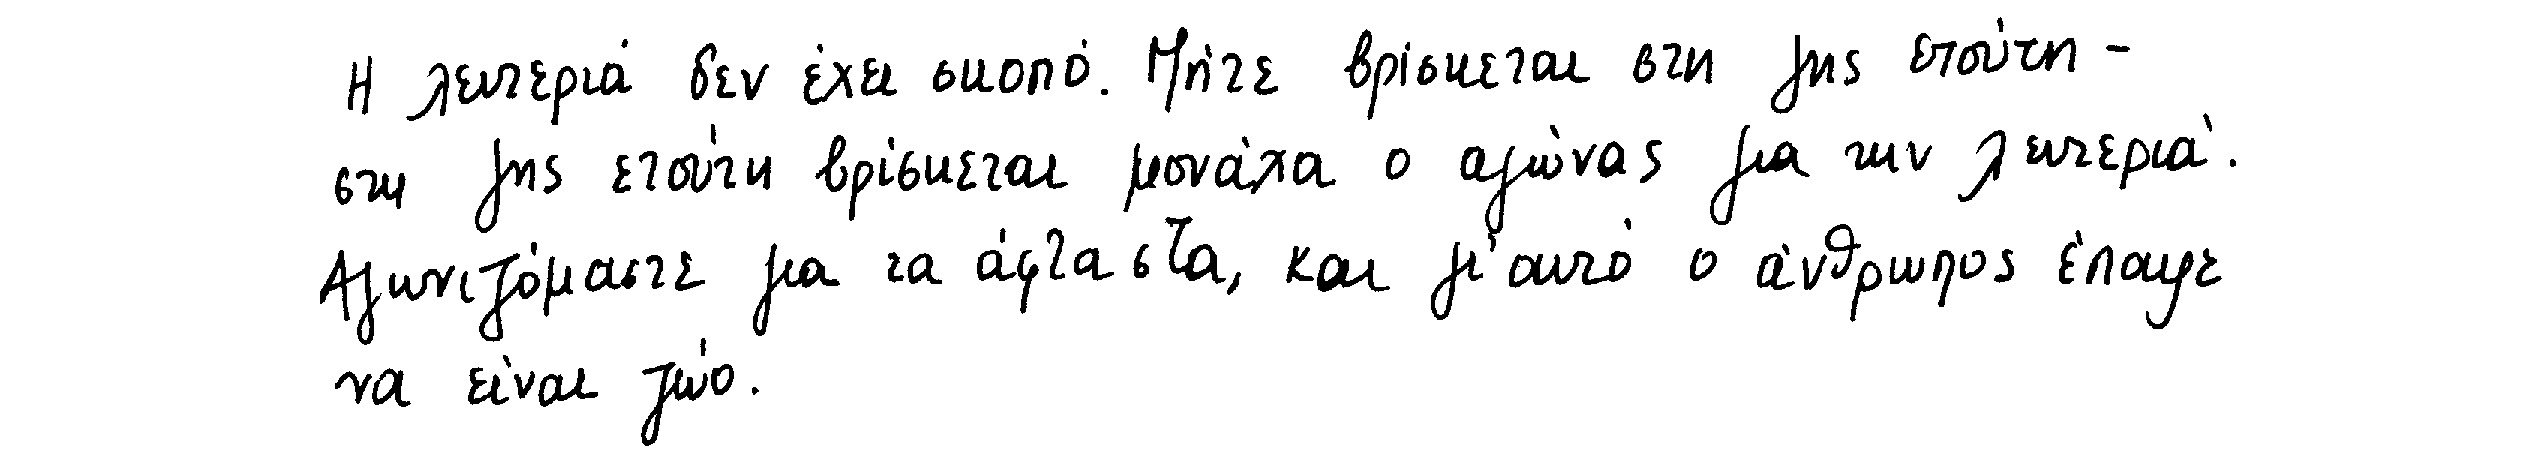 Η λευτεριά δεν έχει σκοπό. Μήτε βρίσκεται στη γης ετούτη -
στη γης ετούτη βρίσκεται μονάχα ο αγώνας για την λευτεριά.
Αγωνιζόμαστε για τα άφταστα, και γι'αυτό ο άνθρωπος έπαψε
να είναι ζώο.